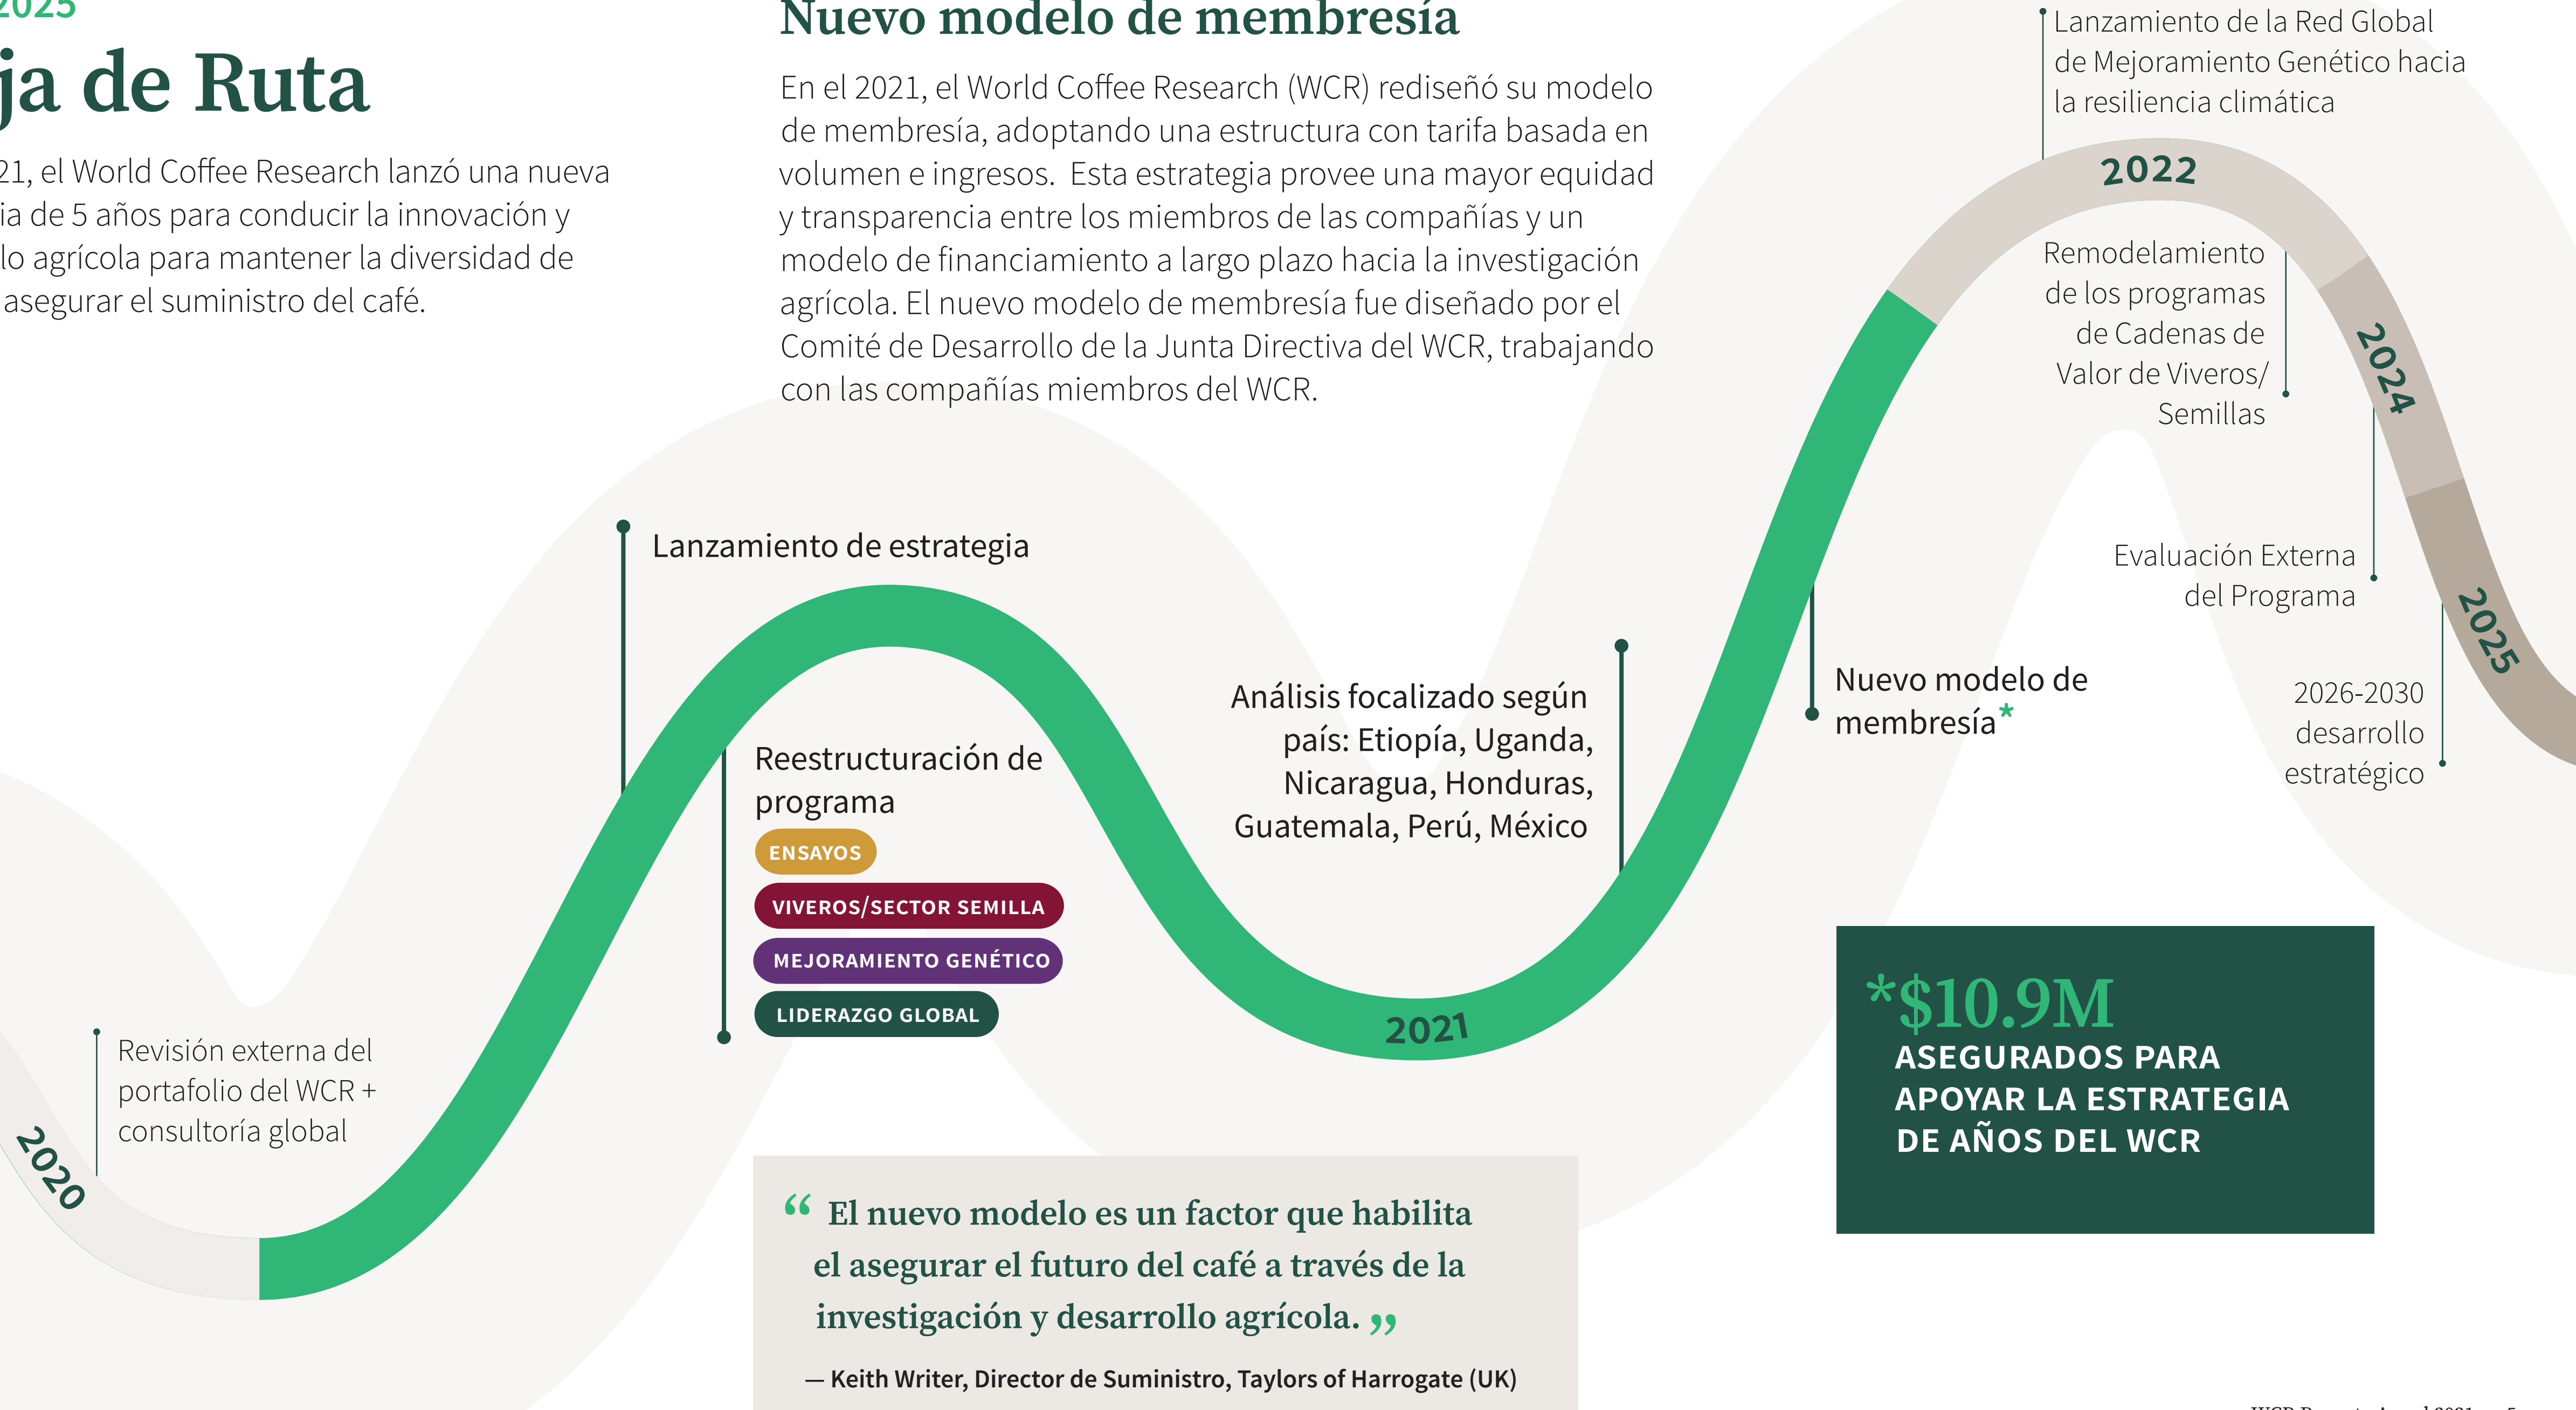 2025
ja de Ruta
21, el World Coffee Research lanzó una nueva
ia de 5 años para conducir la innovación y
lo agrícola para mantener la diversidad de
asegurar el suministro del café.
Nuevo modelo de membresía
En el 2021, el World Coffee Research (WCR) rediseñó su modelo
de membresía, adoptando una estructura con tarifa basada en
volumen e ingresos. Esta estrategia provee una mayor equidad
y transparencia entre los miembros de las compañías y un
modelo de financiamiento a largo plazo hacia la investigación
agrícola. El nuevo modelo de membresía fue diseñado por el
Comité de Desarrollo de la Junta Directiva del WCR, trabajando
con las compañías miembros del WCR.
Lanzamiento de la Red Global
de Mejoramiento Genético hacia
la resiliencia climática
2022
Remodelamiento
de los programas
de Cadenas de
Valor de Viveros/
Semillas
2024
Evaluación Externa
del Programa
2025
2026-2030
desarrollo
estratégico
Lanzamiento de estrategia
Reestructuración de
programa
ENSAYOS
VIVEROS/SECTOR SEMILLA
MEJORAMIENTO GENÉTICO
LIDERAZGO GLOBAL
Análisis focalizado según
país: Etiopía, Uganda,
Nicaragua, Honduras,
Guatemala, Perú, México
Nuevo modelo de
membresía*
2021
Revisión externa del
portafolio del WCR +
consultoría global
2020
*$10.9M
ASEGURADOS PARA
APOYAR LA ESTRATEGIA
DE AÑOS DEL WCR
“ El nuevo modelo es un factor que habilita
el asegurar el futuro del café a través de la
investigación y desarrollo agrícola. ”
— Keith Writer, Director de Suministro, Taylors of Harrogate (UK)